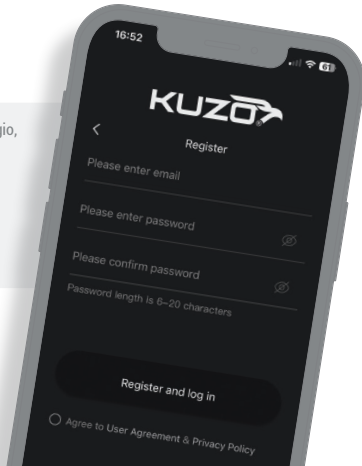 16:52
61
gio,
KUZO
Register
Please enter email
Please enter password
Please confirm password
Password length is 6–20 characters
Register and log in
Agree to User Agreement & Privacy Policy